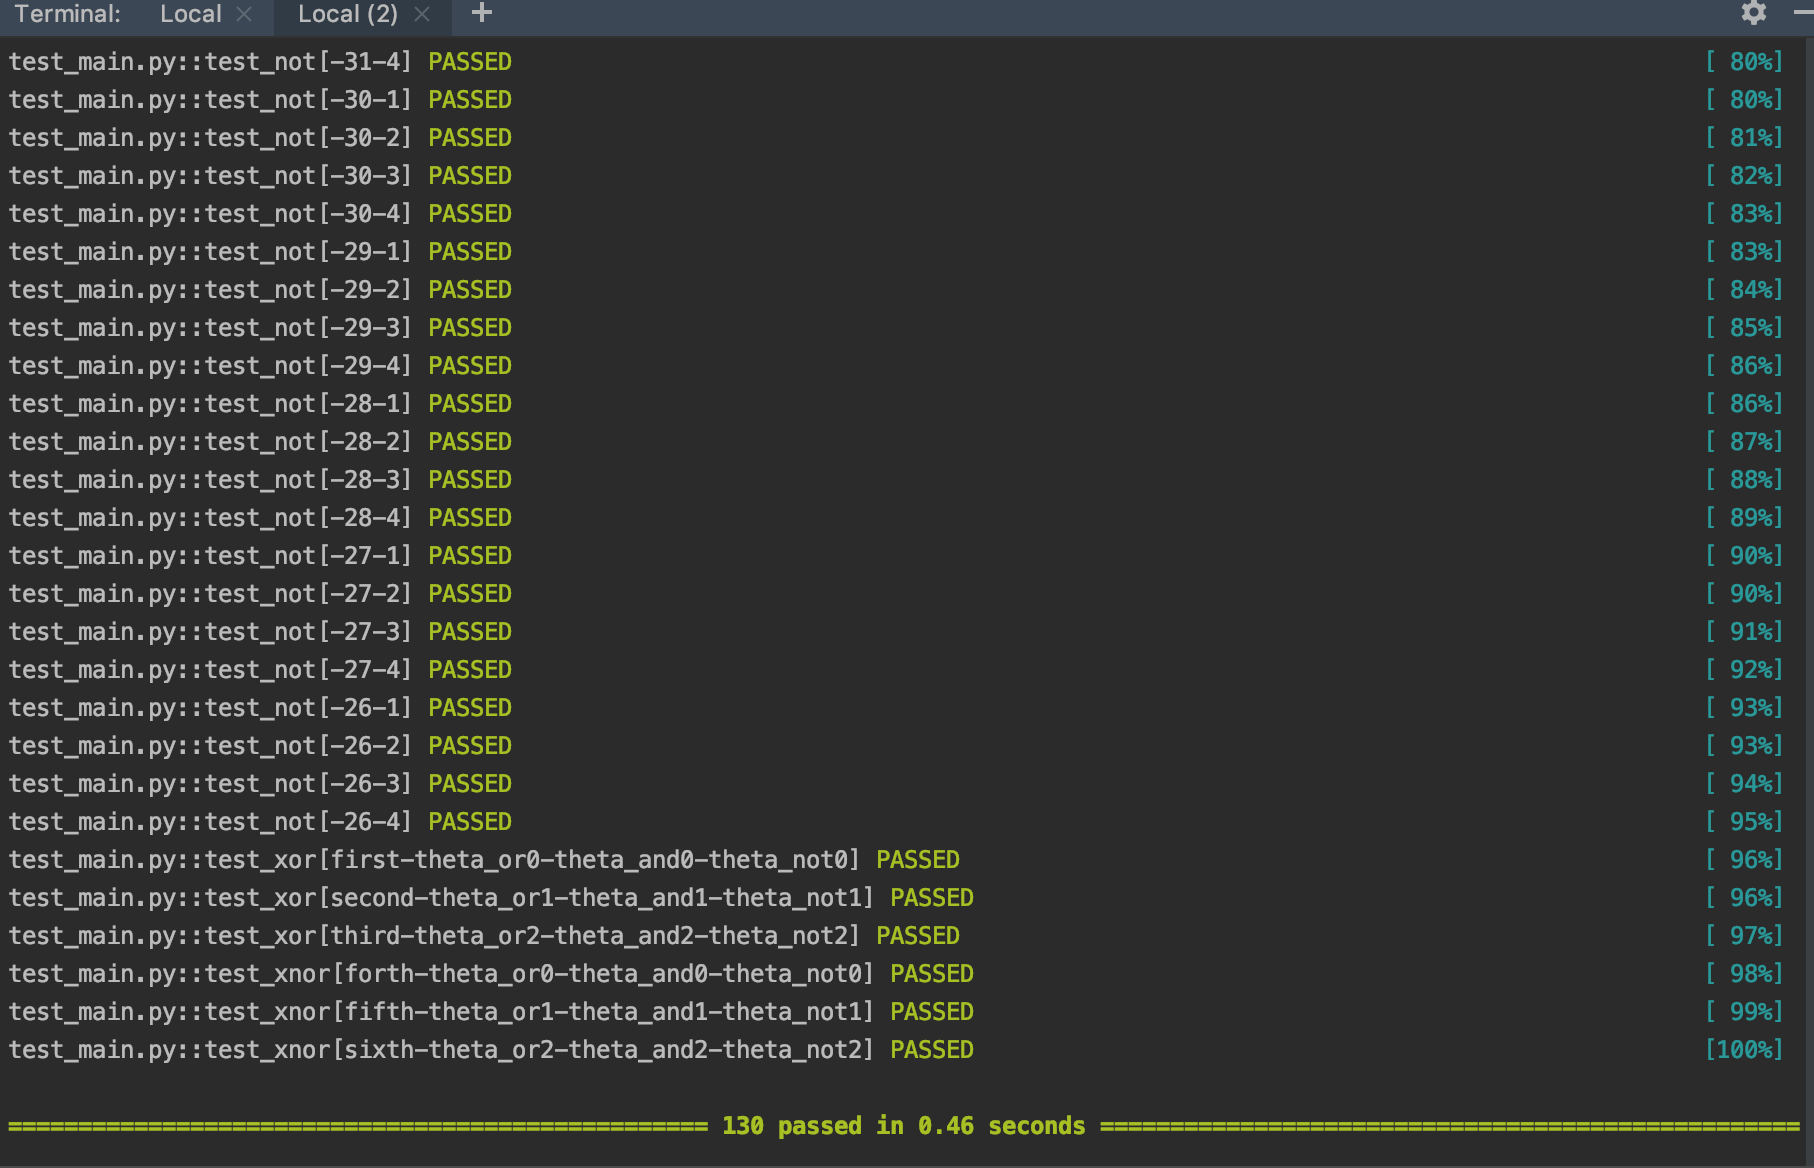 Terminal: Local × Local (2) × +
test_main.py::test_not[-31-4] PASSED [ 80%]
test_main.py::test_not[-30-1] PASSED [ 80%]
test_main.py::test_not[-30-2] PASSED [ 81%]
test_main.py::test_not[-30-3] PASSED [ 82%]
test_main.py::test_not[-30-4] PASSED [ 83%]
test_main.py::test_not[-29-1] PASSED [ 83%]
test_main.py::test_not[-29-2] PASSED [ 84%]
test_main.py::test_not[-29-3] PASSED [ 85%]
test_main.py::test_not[-29-4] PASSED [ 86%]
test_main.py::test_not[-28-1] PASSED [ 86%]
test_main.py::test_not[-28-2] PASSED [ 87%]
test_main.py::test_not[-28-3] PASSED [ 88%]
test_main.py::test_not[-28-4] PASSED [ 89%]
test_main.py::test_not[-27-1] PASSED [ 90%]
test_main.py::test_not[-27-2] PASSED [ 90%]
test_main.py::test_not[-27-3] PASSED [ 91%]
test_main.py::test_not[-27-4] PASSED [ 92%]
test_main.py::test_not[-26-1] PASSED [ 93%]
test_main.py::test_not[-26-2] PASSED [ 93%]
test_main.py::test_not[-26-3] PASSED [ 94%]
test_main.py::test_not[-26-4] PASSED [ 95%]
test_main.py::test_xor[first-theta_or0-theta_and0-theta_not0] PASSED [ 96%]
test_main.py::test_xor[second-theta_or1-theta_and1-theta_not1] PASSED [ 96%]
test_main.py::test_xor[third-theta_or2-theta_and2-theta_not2] PASSED [ 97%]
test_main.py::test_xnor[forth-theta_or0-theta_and0-theta_not0] PASSED [ 98%]
test_main.py::test_xnor[fifth-theta_or1-theta_and1-theta_not1] PASSED [ 99%]
test_main.py::test_xnor[sixth-theta_or2-theta_and2-theta_not2] PASSED [100%]
================================================== 130 passed in 0.46 seconds ==================================================